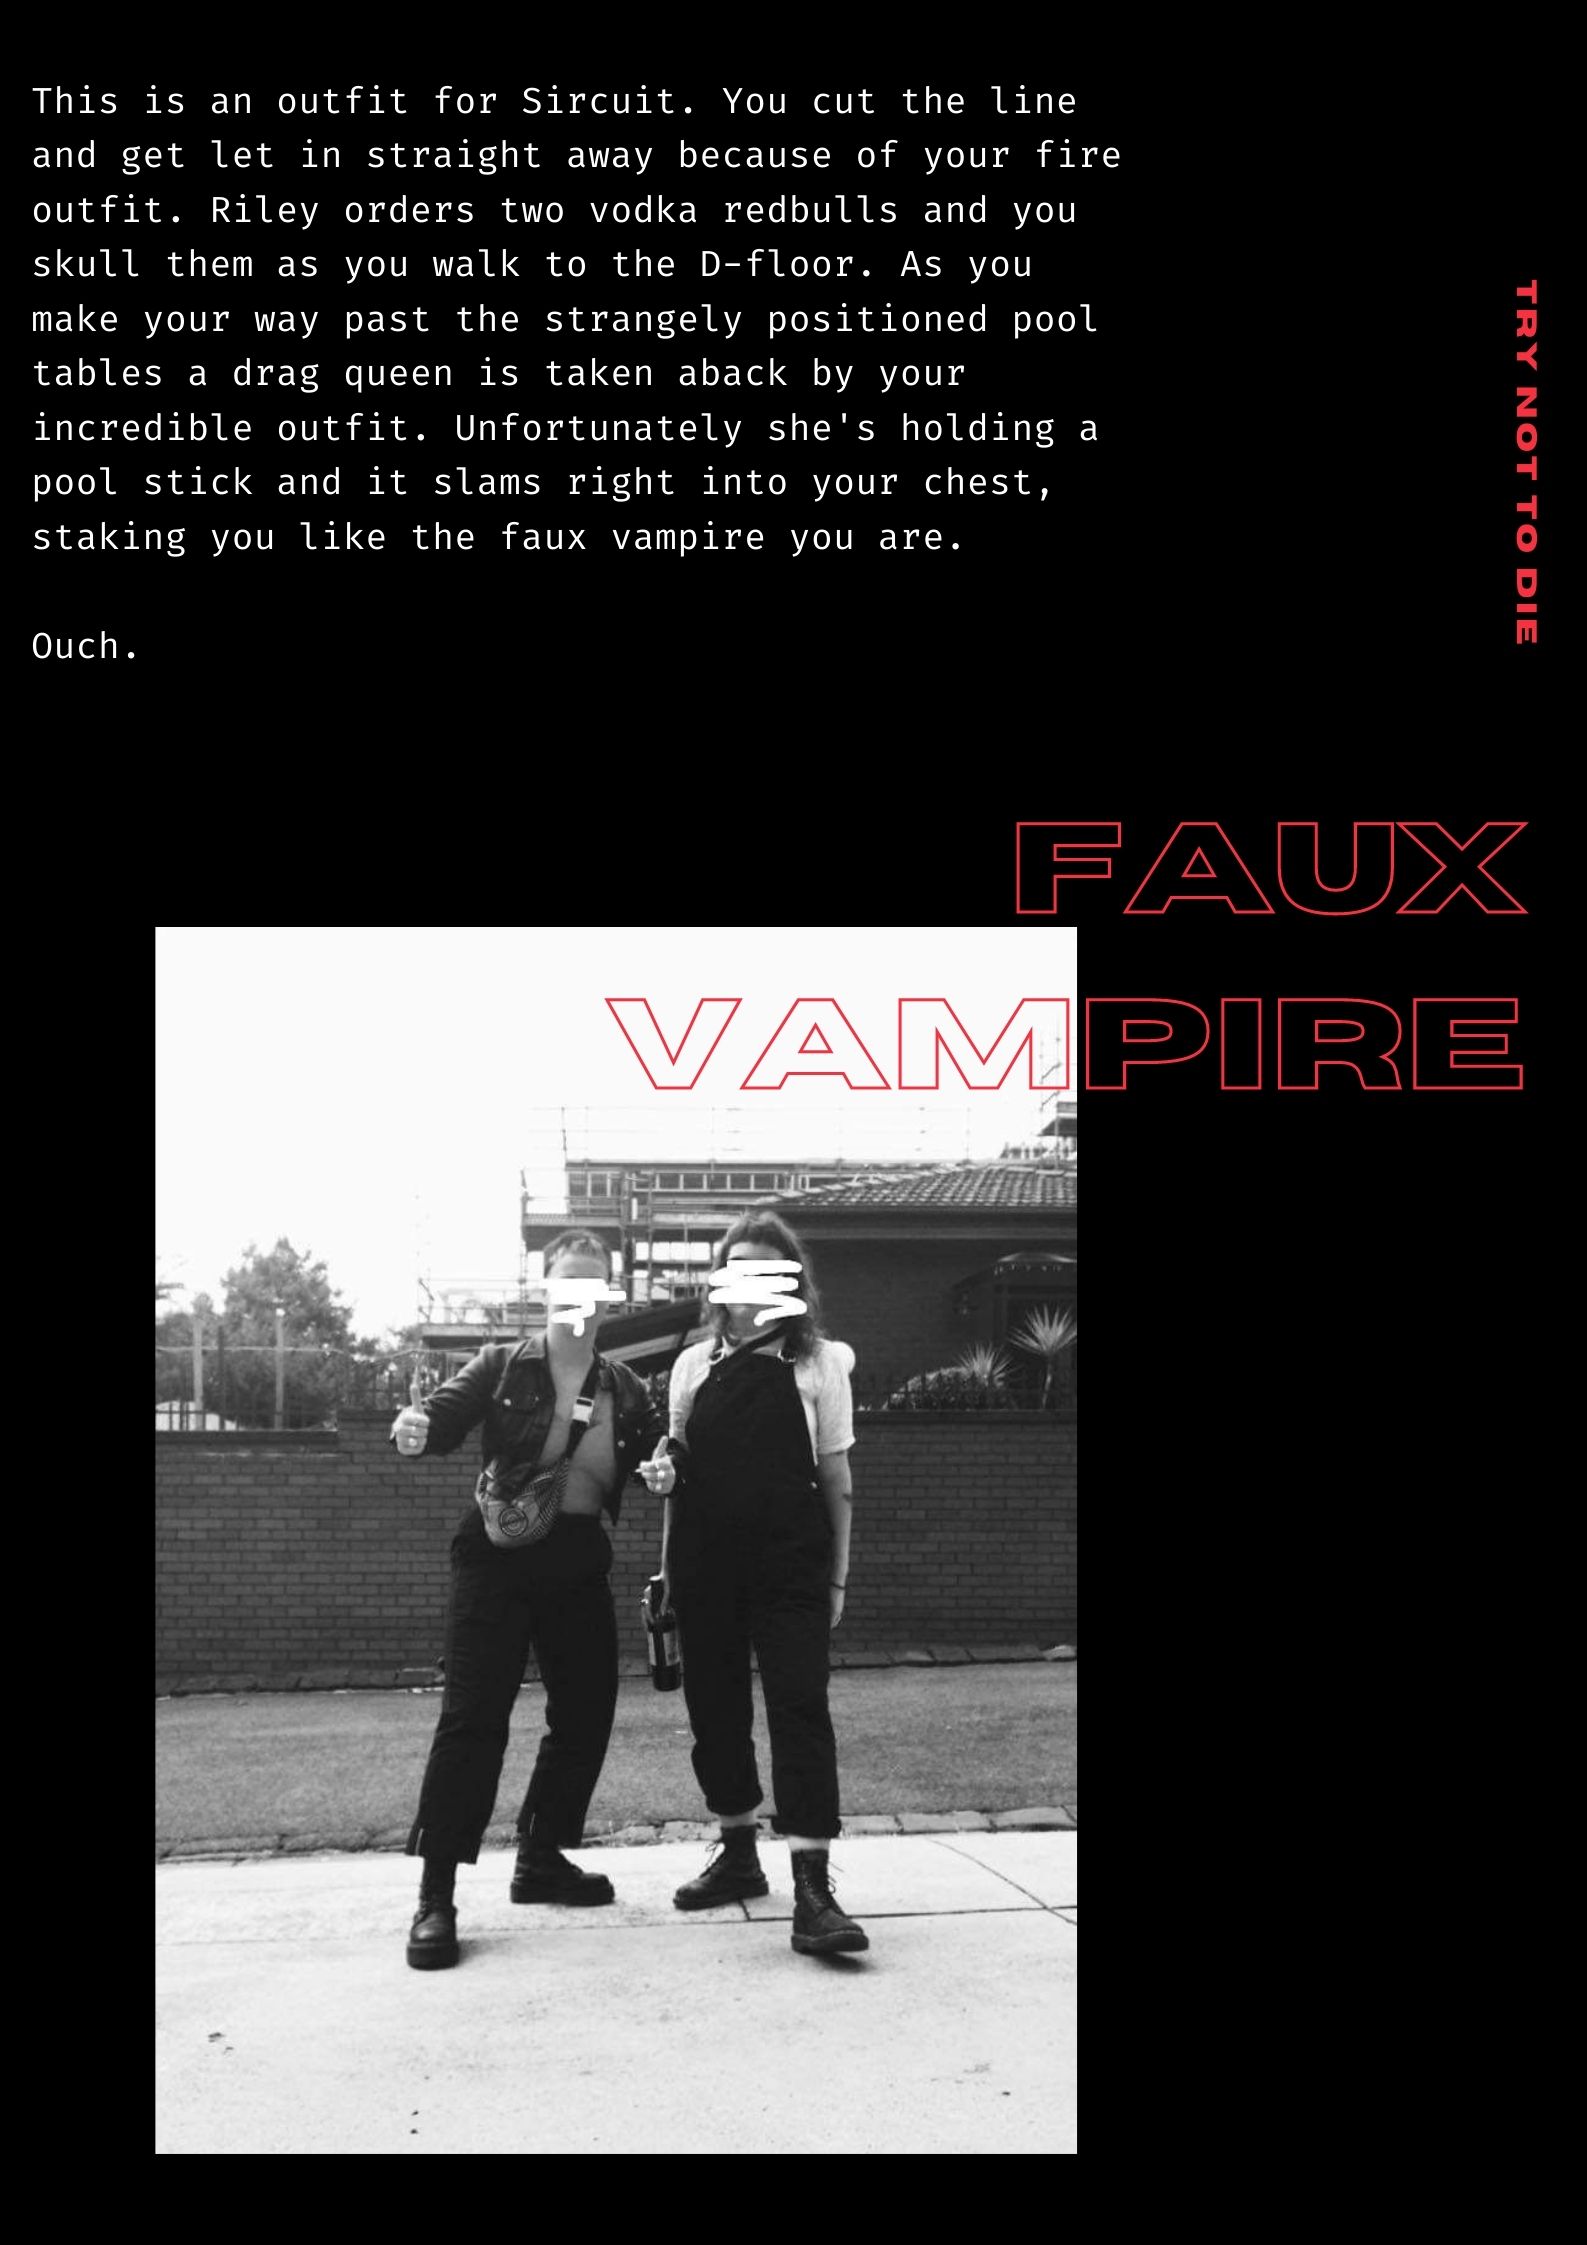 This is an outfit for Sircuit. You cut the line
and get let in straight away because of your fire
outfit. Riley orders two vodka redbulls and you
skull them as you walk to the D-floor. As you
make your way past the strangely positioned pool
tables a drag queen is taken aback by your
incredible outfit. Unfortunately she's holding a
pool stick and it slams right into your chest,
staking you like the faux vampire you are.
Ouch.
TRY NOT TO DIE
FAUX
VAMPIRE